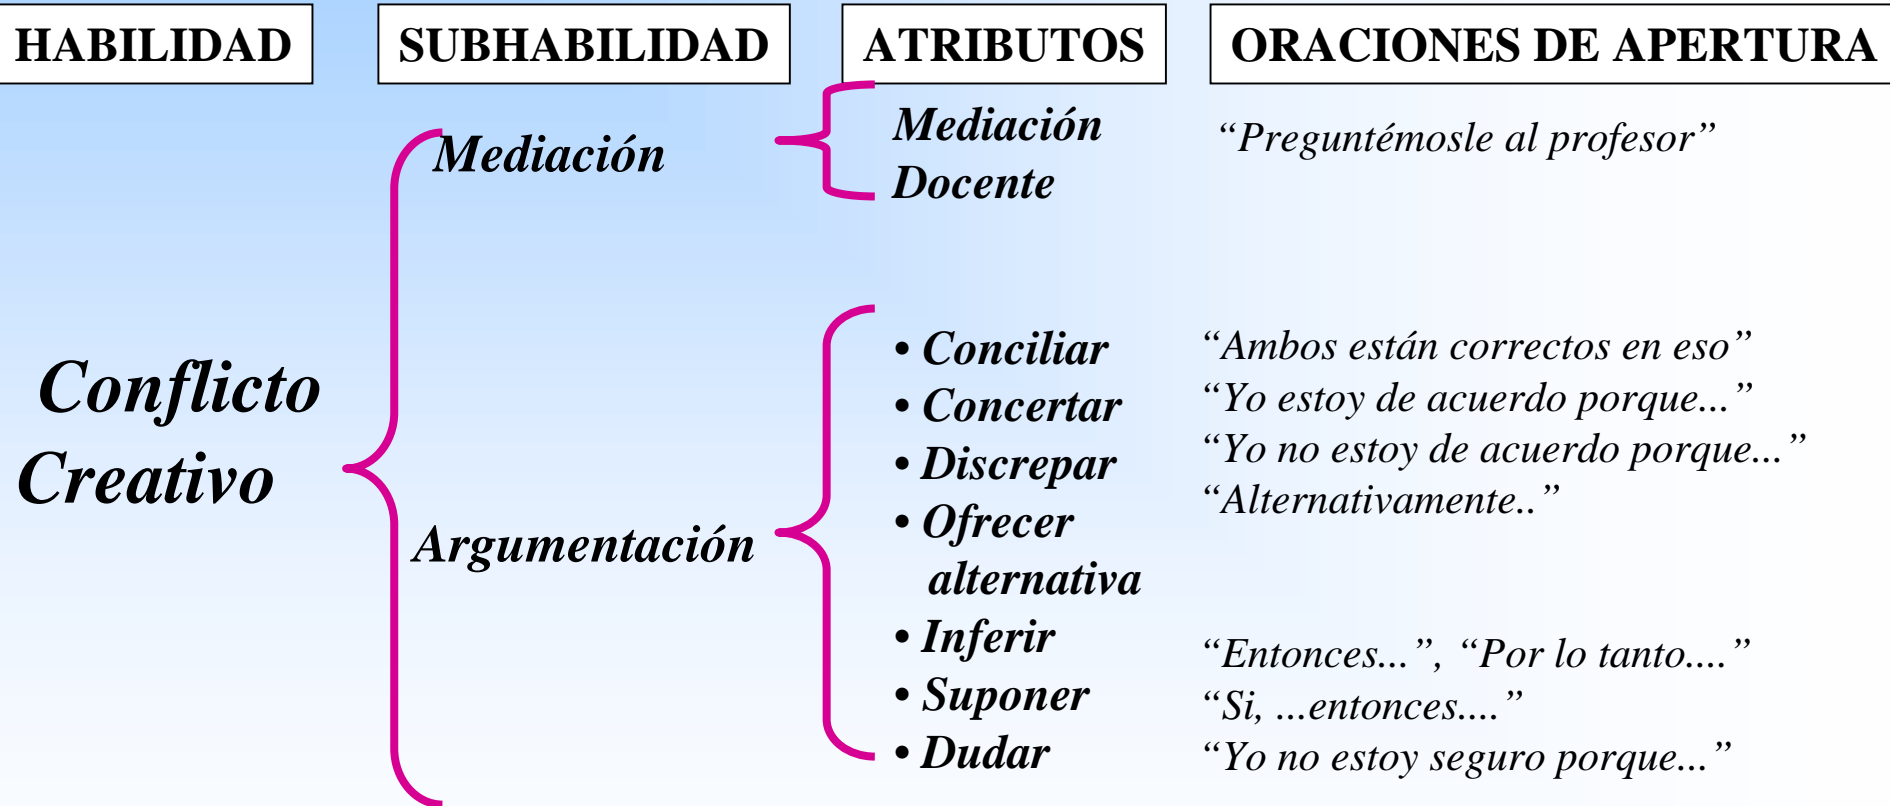 HABILIDAD
SUBHABILIDAD
ATRIBUTOS
ORACIONES DE APERTURA
Conflicto
Creativo
Mediación
Mediación
Docente
“Preguntémosle al profesor”
Argumentación
• Conciliar
“Ambos están correctos en eso”
• Concertar
“Yo estoy de acuerdo porque...”
• Discrepar
“Yo no estoy de acuerdo porque...”
• Ofrecer
alternativa
“Alternativamente..”
• Inferir
“Entonces...”, “Por lo tanto....”
• Suponer
“Si, ...entonces....”
• Dudar
“Yo no estoy seguro porque...”